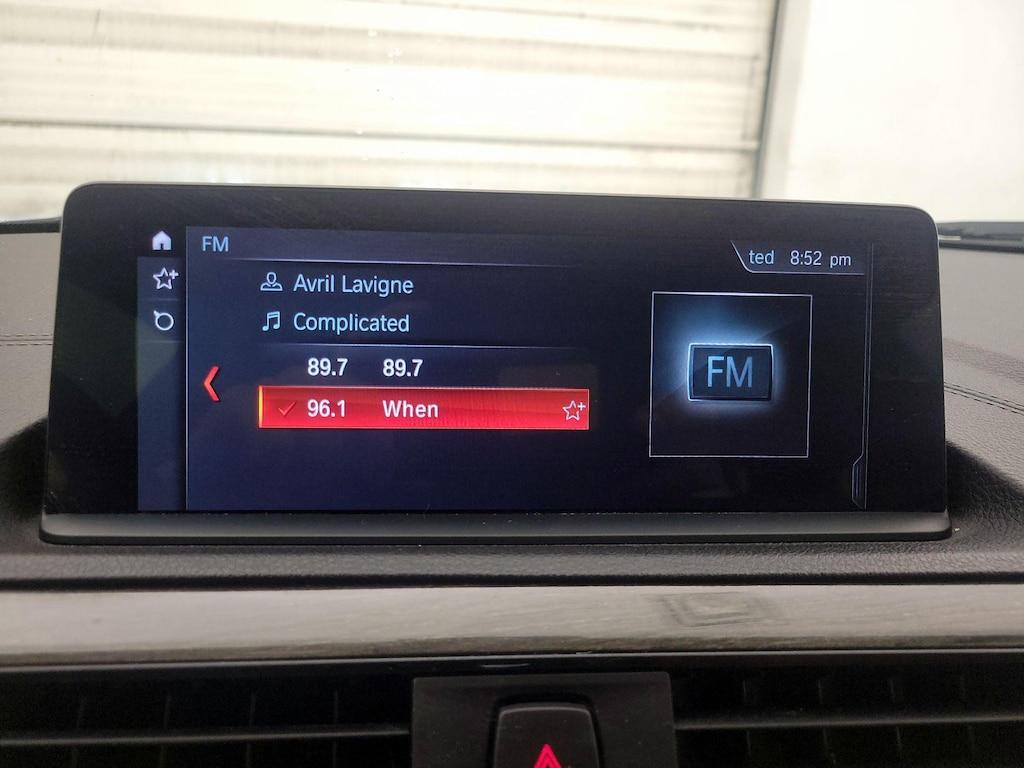 FM
ted 8:52 pm
Avril Lavigne
Complicated
89.7 89.7
96.1 When
FM